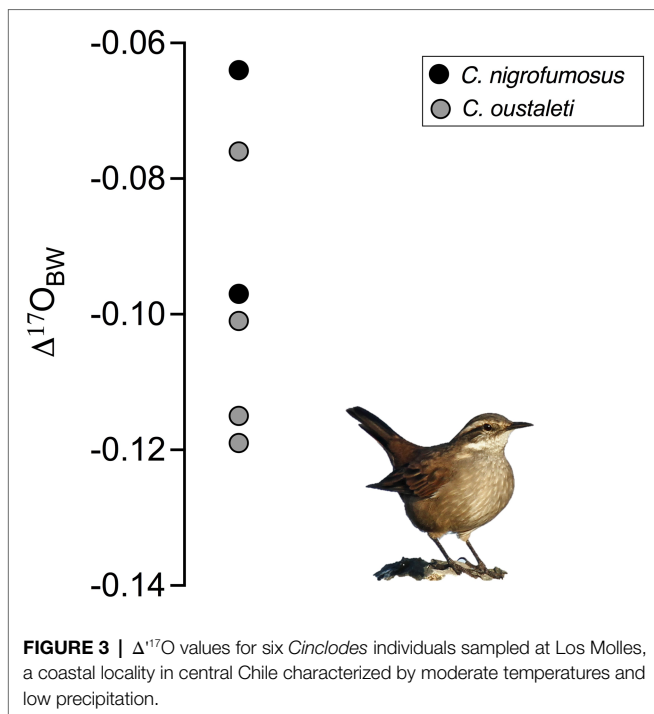 -0.06
-0.08
-0.10
-0.12
-0.14
Δ¹⁷O_BW
C. nigrofumosus
C. oustaleti
FIGURE 3 | Δ'¹⁷O values for six Cinclodes individuals sampled at Los Molles,
a coastal locality in central Chile characterized by moderate temperatures and
low precipitation.